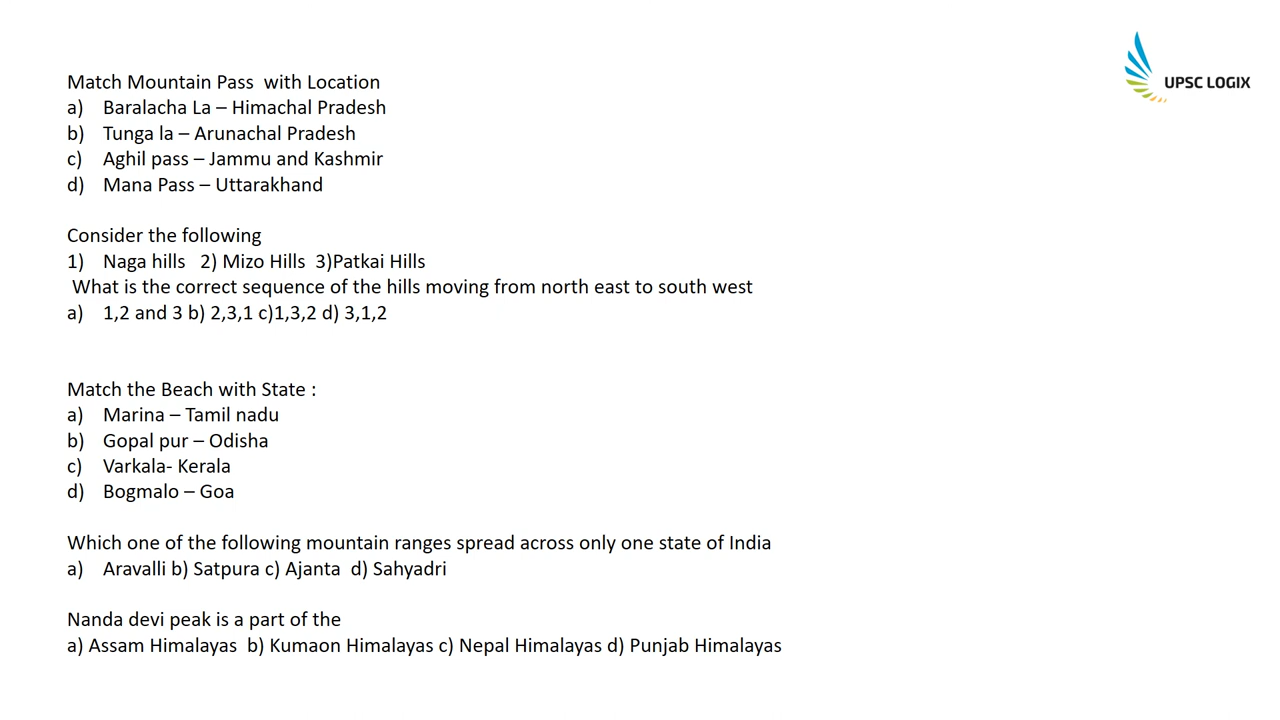 UPSC LOGIX
Match Mountain Pass with Location
a) Baralacha La – Himachal Pradesh
b) Tunga la – Arunachal Pradesh
c) Aghil pass – Jammu and Kashmir
d) Mana Pass – Uttarakhand
Consider the following
1) Naga hills 2) Mizo Hills 3)Patkai Hills
What is the correct sequence of the hills moving from north east to south west
a) 1,2 and 3 b) 2,3,1 c)1,3,2 d) 3,1,2
Match the Beach with State :
a) Marina – Tamil nadu
b) Gopal pur – Odisha
c) Varkala- Kerala
d) Bogmalo – Goa
Which one of the following mountain ranges spread across only one state of India
a) Aravalli b) Satpura c) Ajanta d) Sahyadri
Nanda devi peak is a part of the
a) Assam Himalayas b) Kumaon Himalayas c) Nepal Himalayas d) Punjab Himalayas